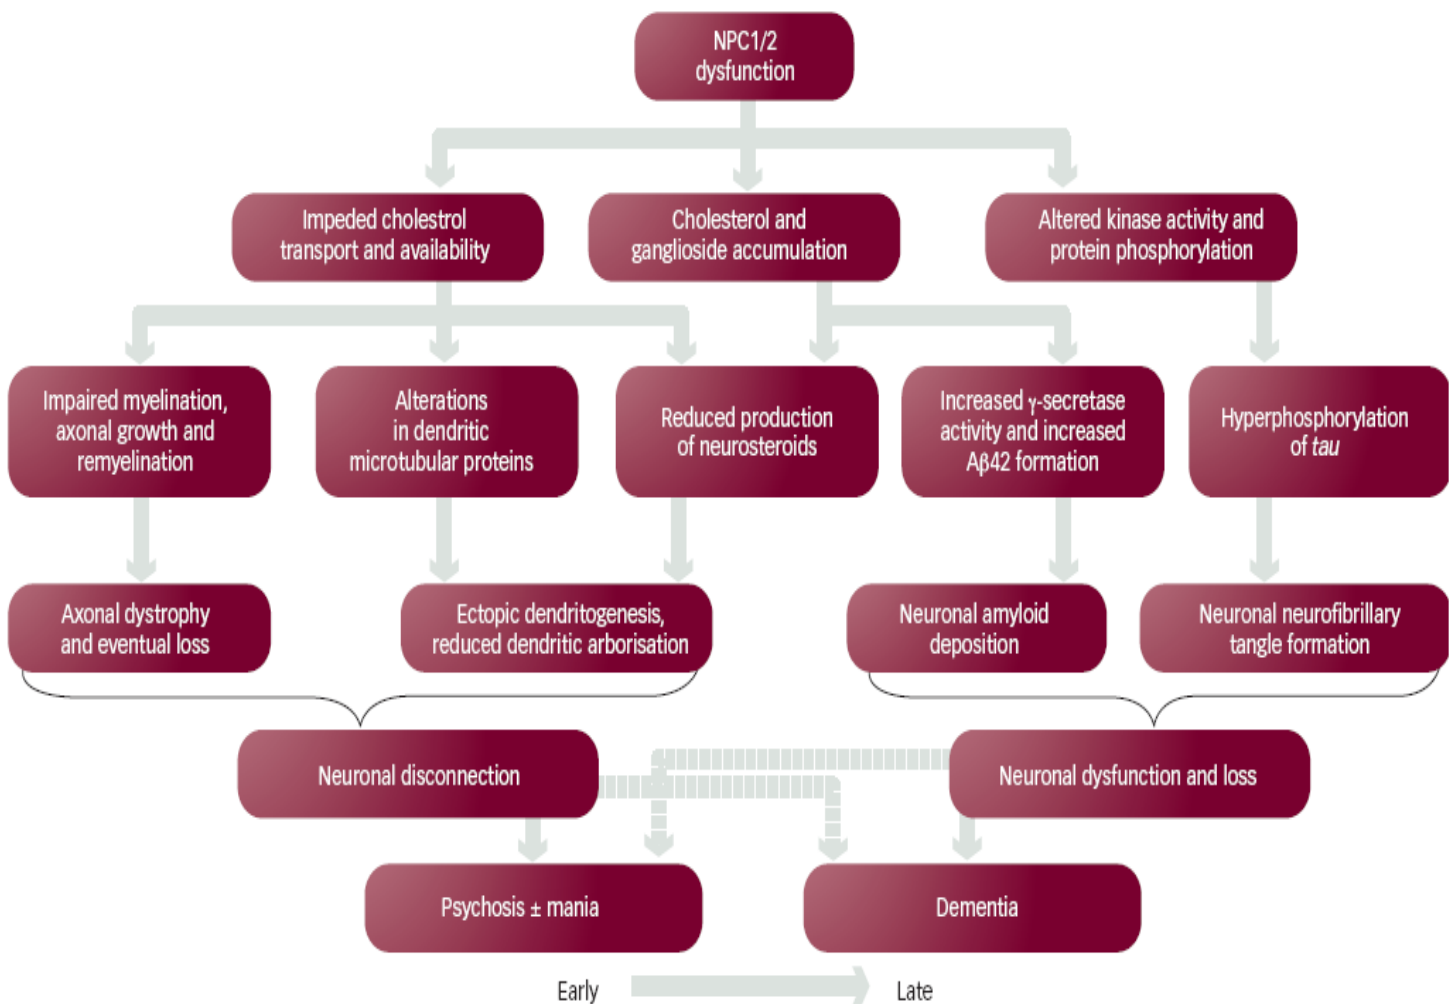 NPC1/2
dysfunction
Impeded cholestrol
transport and availability
Cholesterol and
ganglioside accumulation
Altered kinase activity and
protein phosphorylation
Impaired myelination,
axonal growth and
remyelination
Alterations
in dendritic
microtubular proteins
Reduced production
of neurosteroids
Increased γ-secretase
activity and increased
Aβ42 formation
Hyperphosphorylation
of tau
Axonal dystrophy
and eventual loss
Ectopic dendritogenesis,
reduced dendritic arborisation
Neuronal amyloid
deposition
Neuronal neurofibrillary
tangle formation
Neuronal disconnection
Neuronal dysfunction and loss
Psychosis ± mania
Dementia
Early
Late